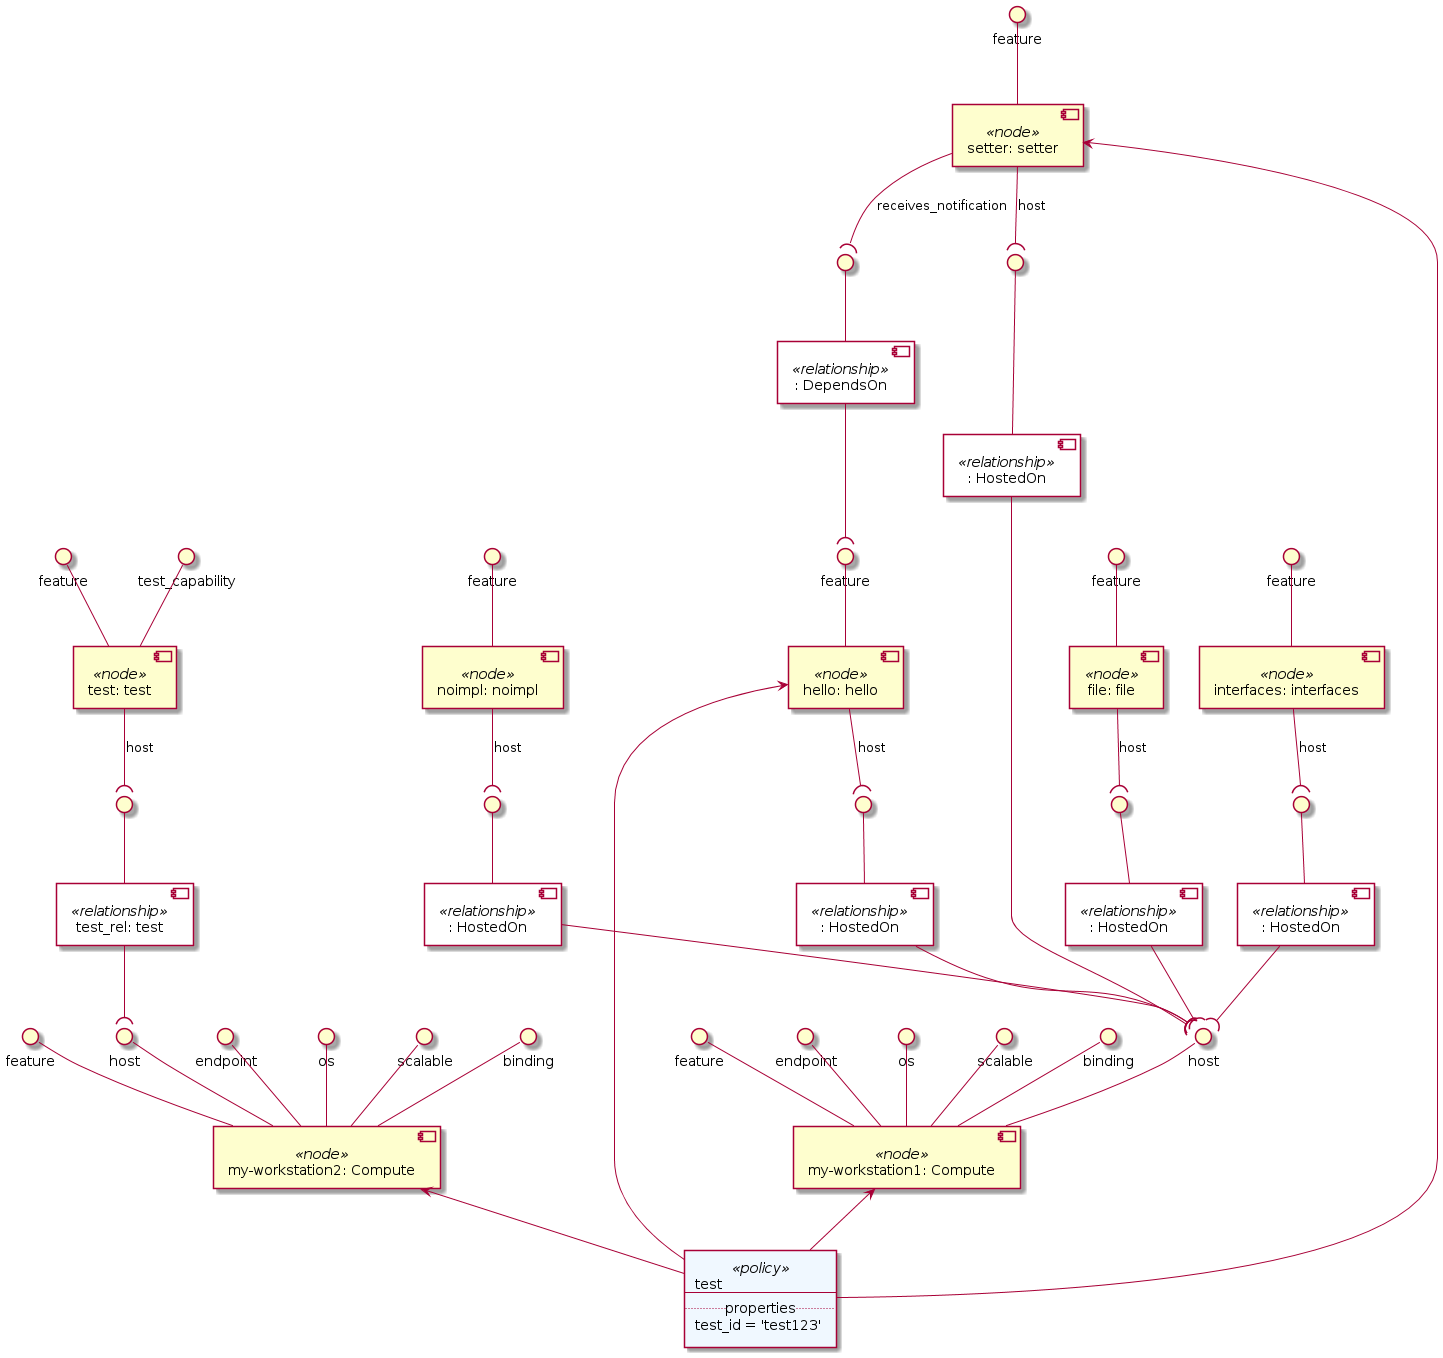 feature
«node»
setter: setter
receives_notification
host
«relationship»
: DependsOn
«relationship»
: HostedOn
feature
test_capability
feature
feature
feature
feature
«node»
test: test
«node»
noimpl: noimpl
«node»
hello: hello
«node»
file: file
«node»
interfaces: interfaces
host
host
host
host
host
«relationship»
test_rel: test
«relationship»
: HostedOn
«relationship»
: HostedOn
«relationship»
: HostedOn
«relationship»
: HostedOn
feature
host
endpoint
os
scalable
binding
feature
endpoint
os
scalable
binding
host
«node»
my-workstation2: Compute
«node»
my-workstation1: Compute
«policy»
test
properties
test_id = 'test123'